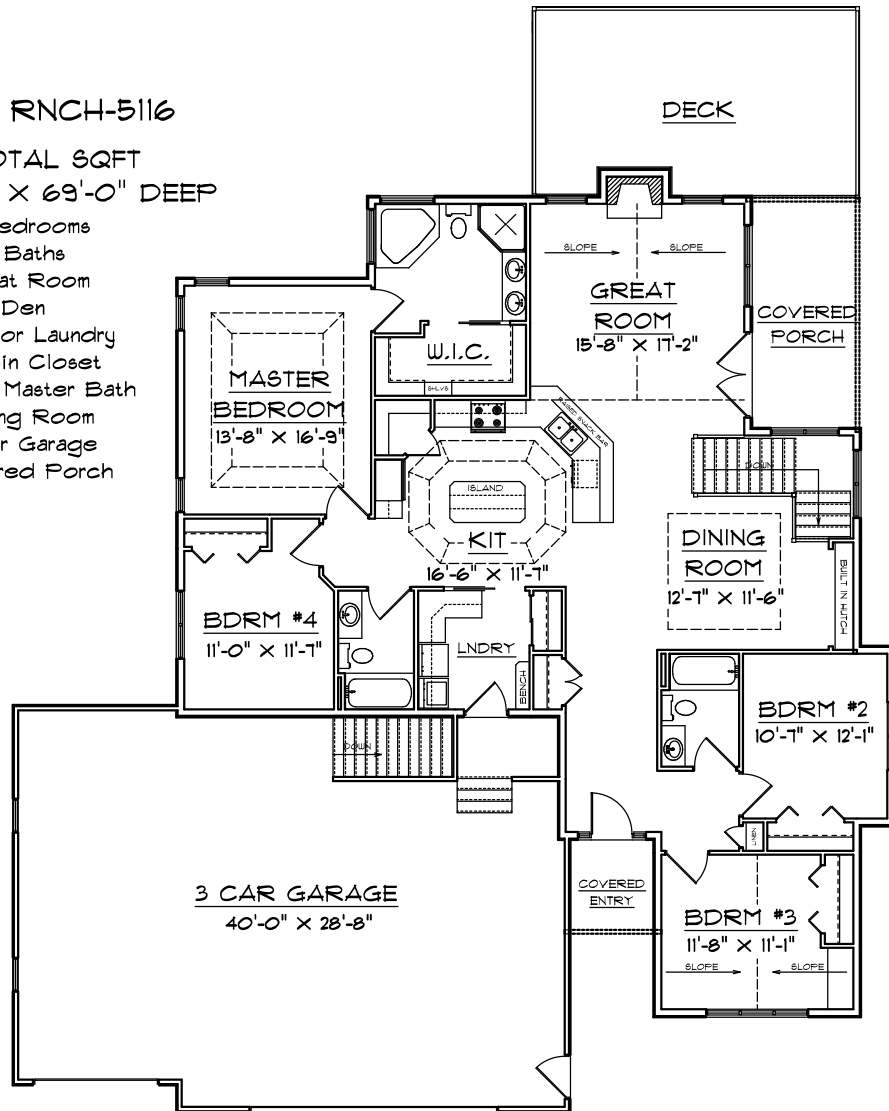 RNCH-5116
OTAL SQFT
X 69'-0" DEEP
edrooms
Baths
at Room
Den
or Laundry
in Closet
Master Bath
ng Room
r Garage
red Porch
DECK
SLOPE
SLOPE
GREAT
ROOM
15'-8" X 17'-2"
COVERED
PORCH
W.I.C.
SHLVS
MASTER
BEDROOM
13'-8" X 16'-9"
RAISED SNACK BAR
ISLAND
KIT
16'-6" X 11'-7"
DOWN
DINING
ROOM
12'-7" X 11'-6"
BUILT IN HUTCH
BDRM #4
11'-0" X 11'-7"
LNDRY
BENCH
BDRM #2
10'-7" X 12'-1"
DOWN
LINEN
3 CAR GARAGE
40'-0" X 28'-8"
COVERED
ENTRY
BDRM #3
11'-8" X 11'-1"
SLOPE
SLOPE